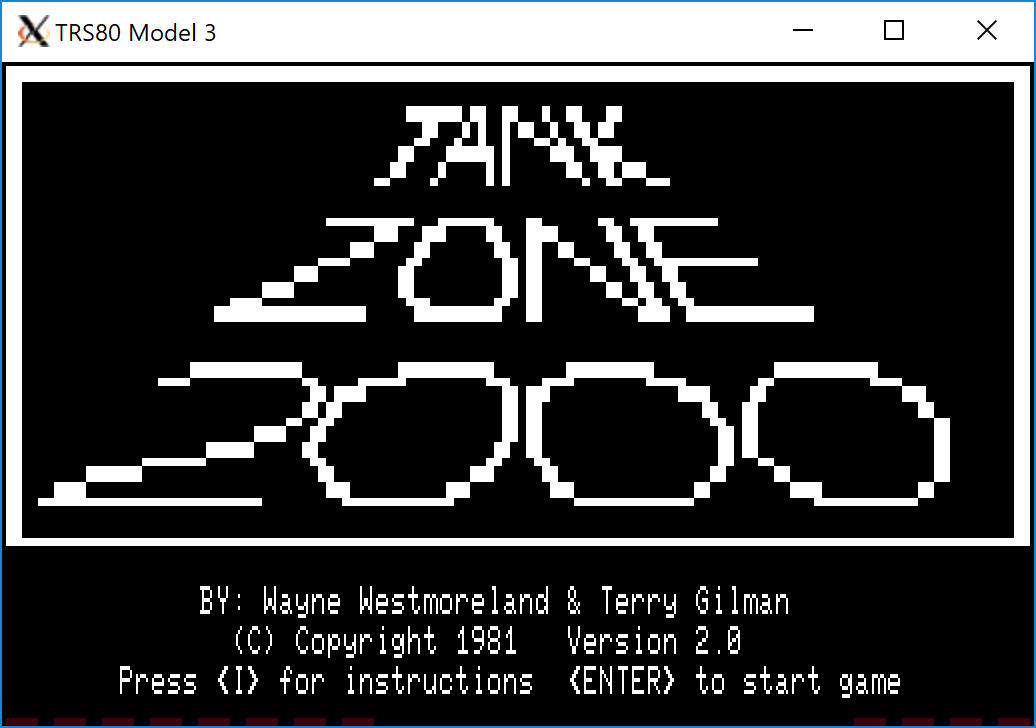 TRS80 Model 3
TANK
ZONE
2000
BY: Wayne Westmoreland & Terry Gilman
(C) Copyright 1981 Version 2.0
Press <I> for instructions <ENTER> to start game